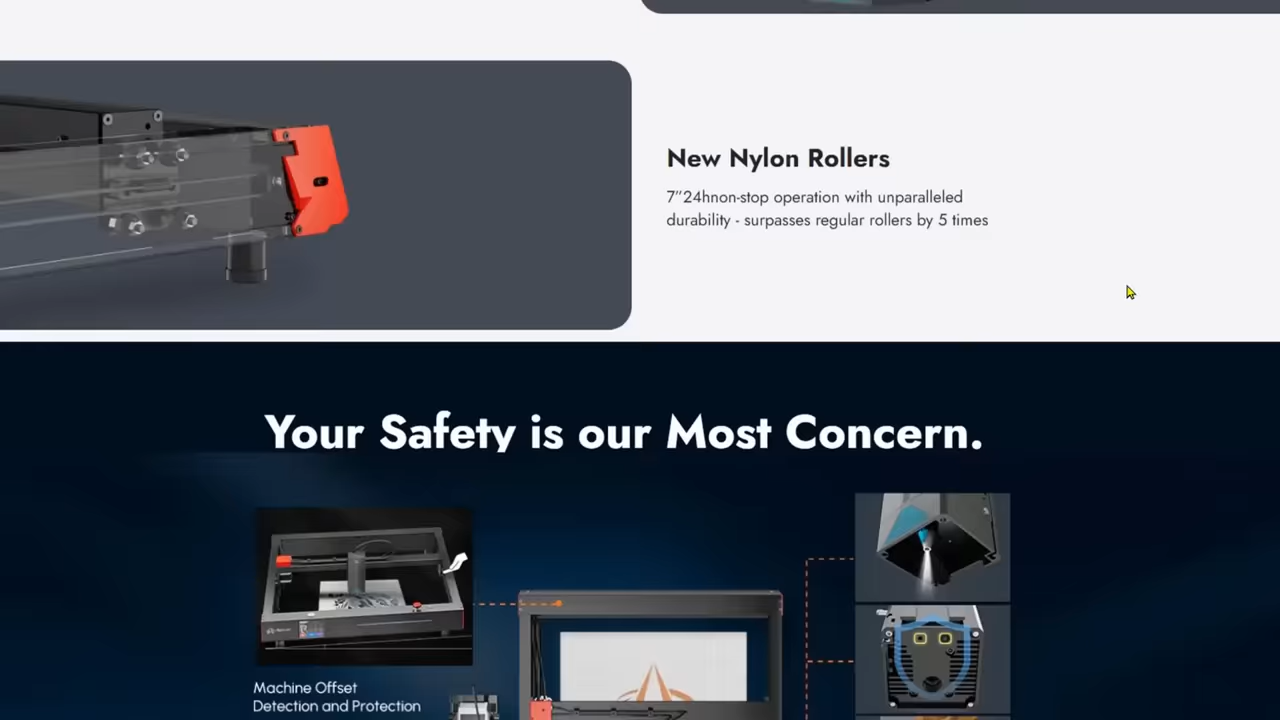 New Nylon Rollers
7”24hnon-stop operation with unparalleled
durability - surpasses regular rollers by 5 times
Your Safety is our Most Concern.
Machine Offset
Detection and Protection